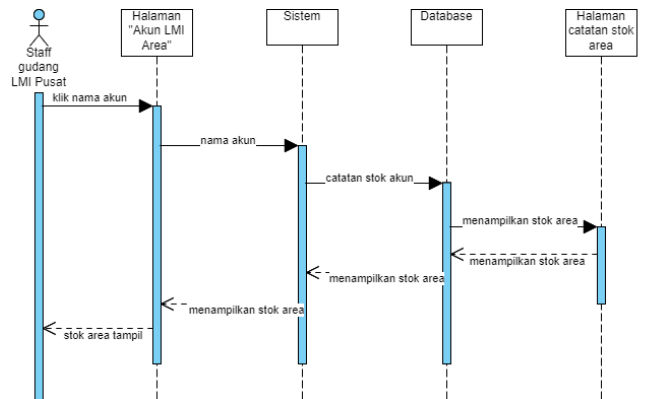 Staff
gudang
LMI Pusat
Halaman
"Akun LMI
Area"
Sistem
Database
Halaman
catatan stok
area
klik nama akun
nama akun
catatan stok akun
menampilkan stok area
menampilkan stok area
menampilkan stok area
menampilkan stok area
stok area tampil